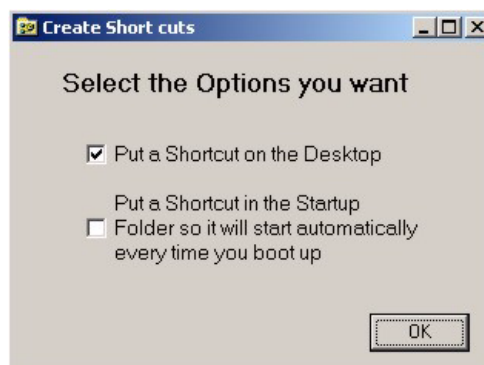 Create Short cuts
Select the Options you want
Put a Shortcut on the Desktop
Put a Shortcut in the Startup
Folder so it will start automatically
every time you boot up
OK